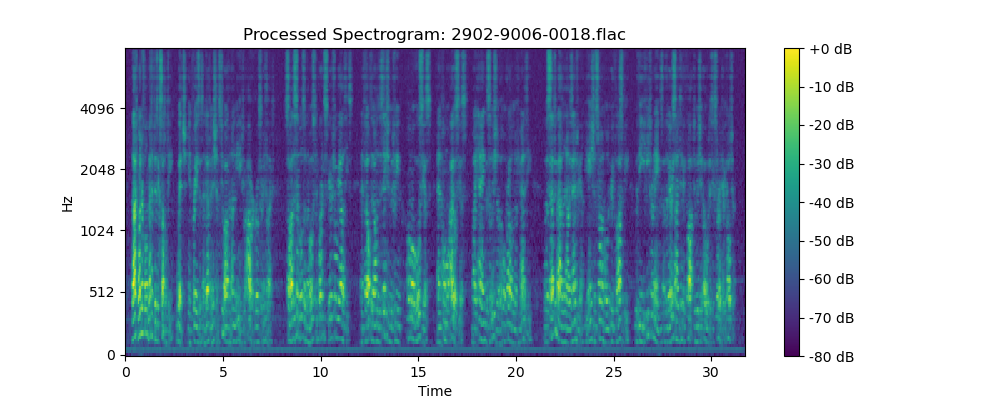 Processed Spectrogram: 2902-9006-0018.flac
Hz
4096
2048
1024
512
0
0 5 10 15 20 25 30
Time
+0 dB
-10 dB
-20 dB
-30 dB
-40 dB
-50 dB
-60 dB
-70 dB
-80 dB